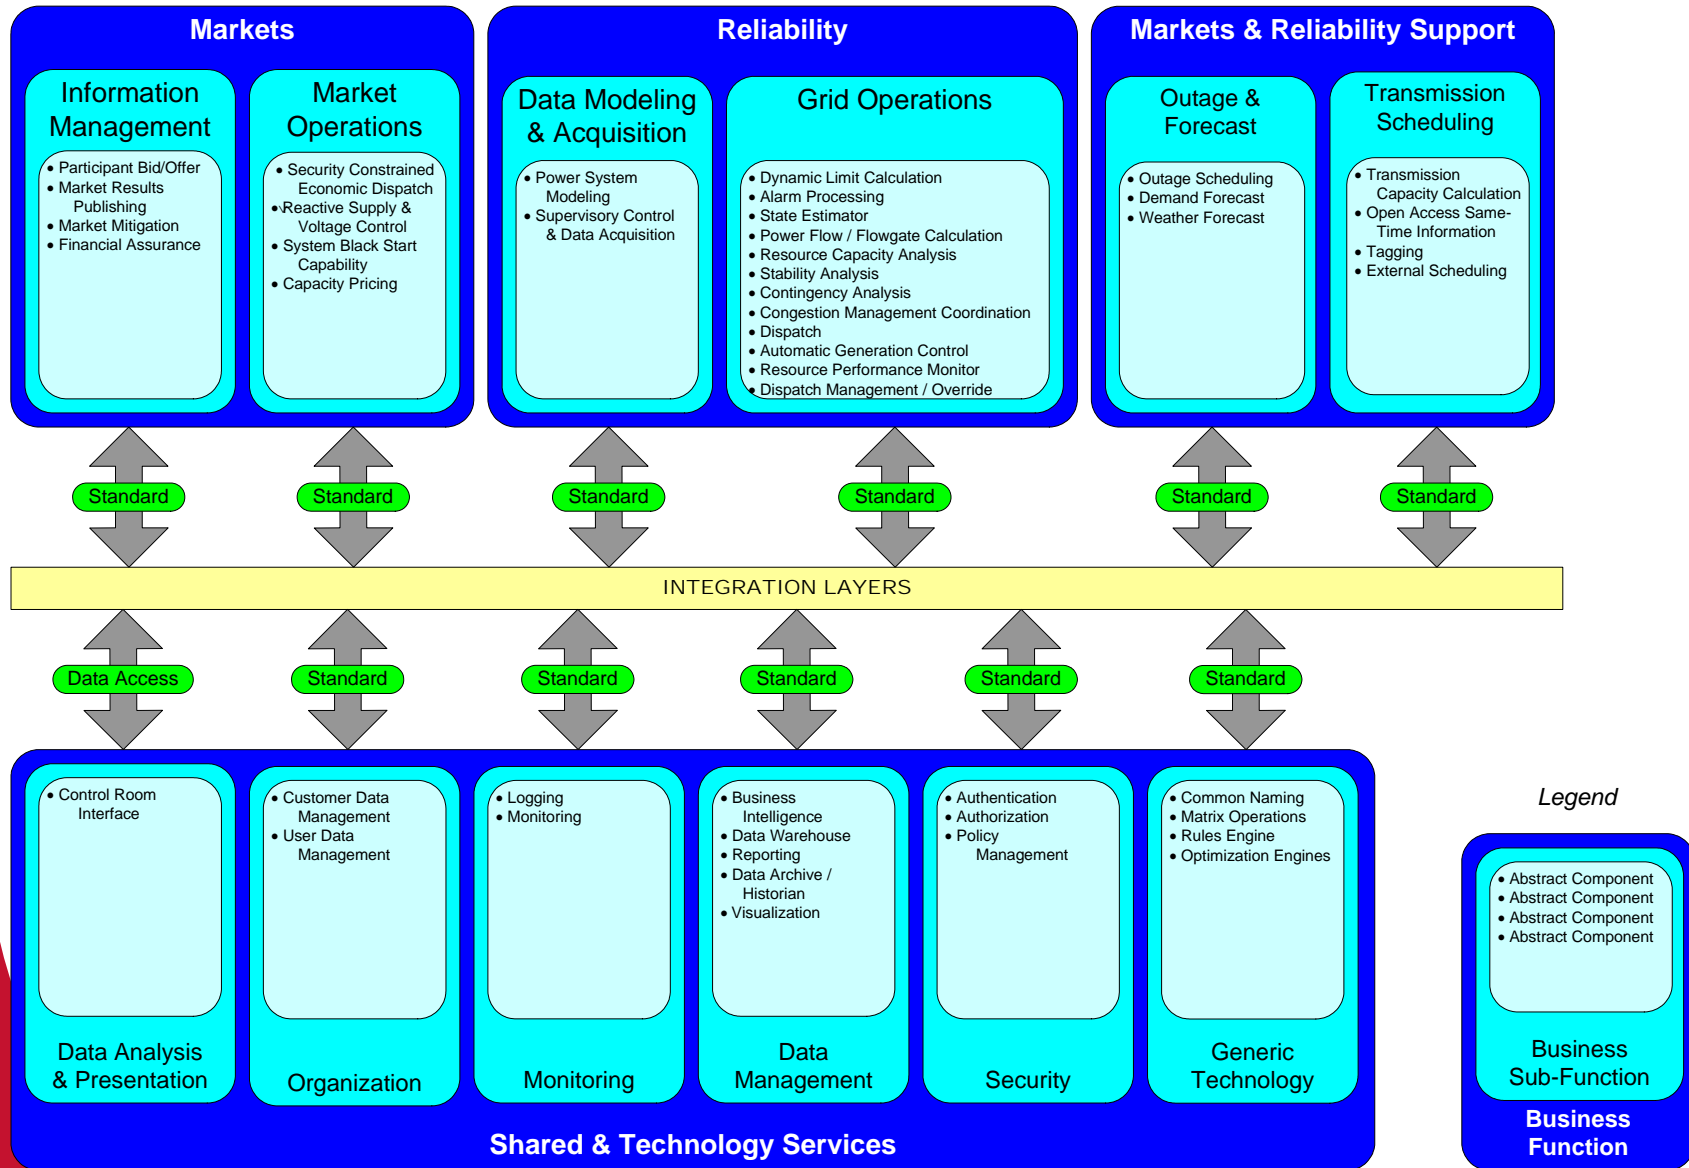 Markets
Information
Management
• Participant Bid/Offer
• Market Results
Publishing
• Market Mitigation
• Financial Assurance
Market
Operations
• Security Constrained
Economic Dispatch
• Reactive Supply &
Voltage Control
• System Black Start
Capability
• Capacity Pricing
Reliability
Data Modeling
& Acquisition
• Power System
Modeling
• Supervisory Control
& Data Acquisition
Grid Operations
• Dynamic Limit Calculation
• Alarm Processing
• State Estimator
• Power Flow / Flowgate Calculation
• Resource Capacity Analysis
• Stability Analysis
• Contingency Analysis
• Congestion Management Coordination
• Dispatch
• Automatic Generation Control
• Resource Performance Monitor
• Dispatch Management / Override
Markets & Reliability Support
Outage &
Forecast
• Outage Scheduling
• Demand Forecast
• Weather Forecast
Transmission
Scheduling
• Transmission
Capacity Calculation
• Open Access Same-
Time Information
• Tagging
• External Scheduling
Standard
Standard
Standard
Standard
Standard
Standard
INTEGRATION LAYERS
Data Access
Standard
Standard
Standard
Standard
Standard
• Control Room
Interface
Data Analysis
& Presentation
• Customer Data
Management
• User Data
Management
Organization
• Logging
• Monitoring
Monitoring
• Business
Intelligence
• Data Warehouse
• Reporting
• Data Archive /
Historian
• Visualization
Data
Management
• Authentication
• Authorization
• Policy
Management
Security
• Common Naming
• Matrix Operations
• Rules Engine
• Optimization Engines
Generic
Technology
Shared & Technology Services
Legend
• Abstract Component
• Abstract Component
• Abstract Component
• Abstract Component
Business
Sub-Function
Business
Function